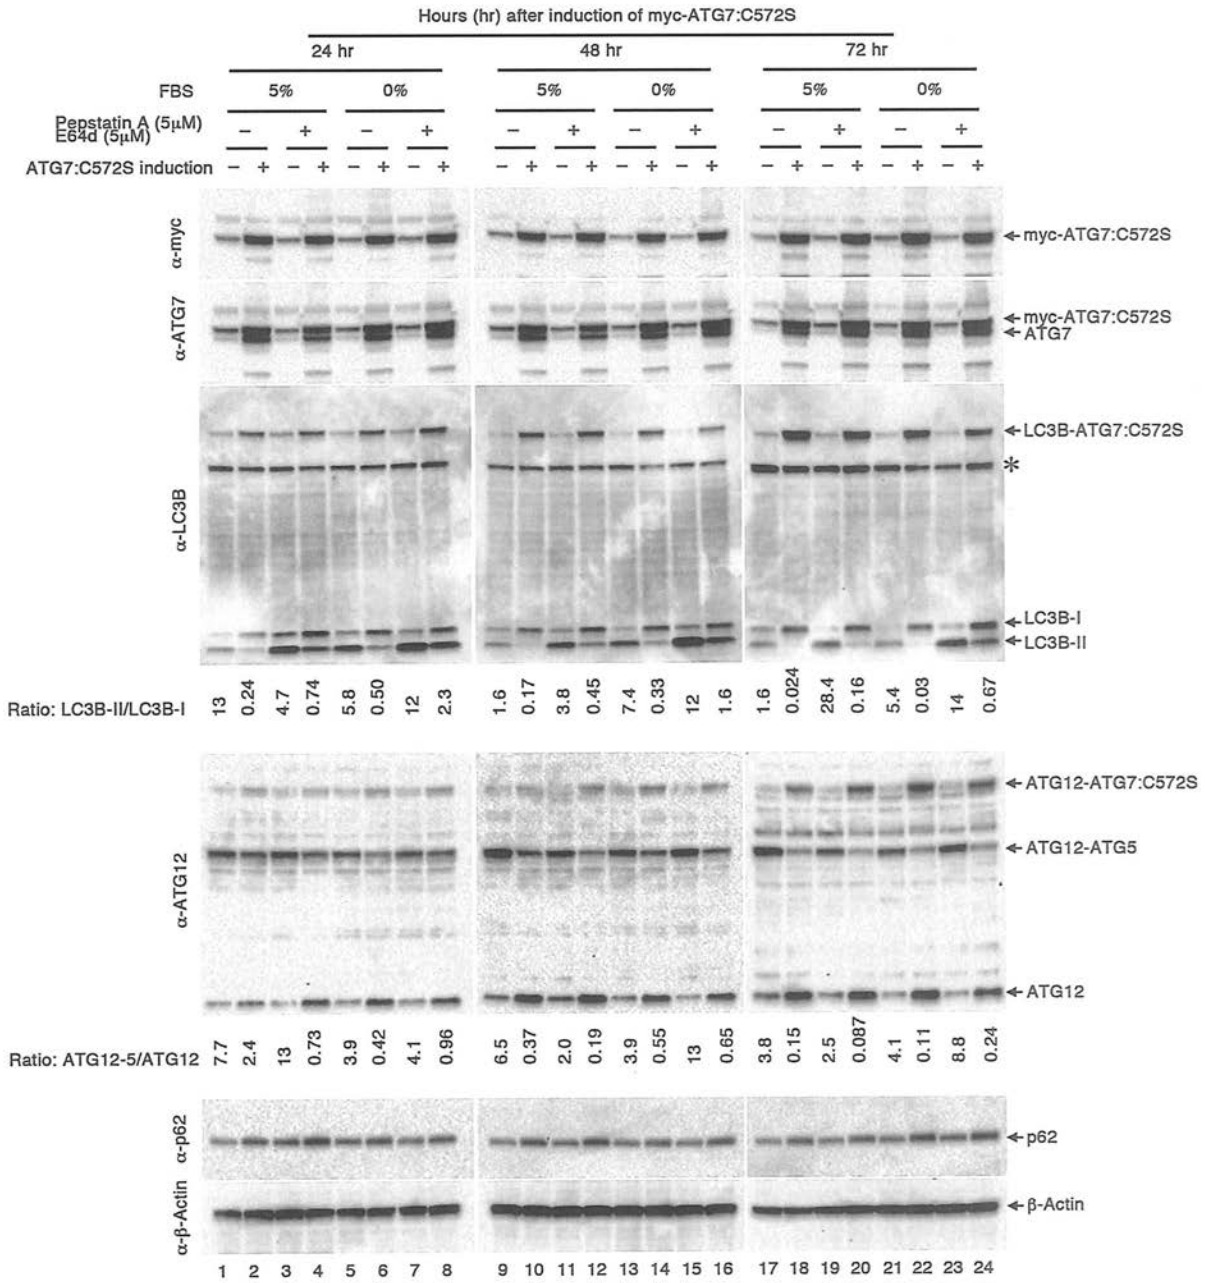 Hours (hr) after induction of myc-ATG7:C572S
24 hr 48 hr 72 hr
FBS 5% 0% 5% 0% 5% 0%
Pepstatin A (5μM)
E64d (5μM) − + − + − + − + − + − +
ATG7:C572S induction − + − + − + − + − + − + − + − + − + − + − + − +
α-myc
←myc-ATG7:C572S
α-ATG7
←myc-ATG7:C572S
←ATG7
α-LC3B
←LC3B-ATG7:C572S
*
←LC3B-I
←LC3B-II
Ratio: LC3B-II/LC3B-I 13 0.24 4.7 0.74 5.8 0.50 12 2.3 1.6 0.17 3.8 0.45 7.4 0.33 12 1.6 1.6 0.024 28.4 0.16 5.4 0.03 14 0.67
α-ATG12
←ATG12-ATG7:C572S
←ATG12-ATG5
←ATG12
Ratio: ATG12-5/ATG12 7.7 2.4 13 0.73 3.9 0.42 4.1 0.96 6.5 0.37 2.0 0.19 3.9 0.55 13 0.65 3.8 0.15 2.5 0.087 4.1 0.11 8.8 0.24
α-p62
←p62
α-β-Actin
←β-Actin
1 2 3 4 5 6 7 8 9 10 11 12 13 14 15 16 17 18 19 20 21 22 23 24